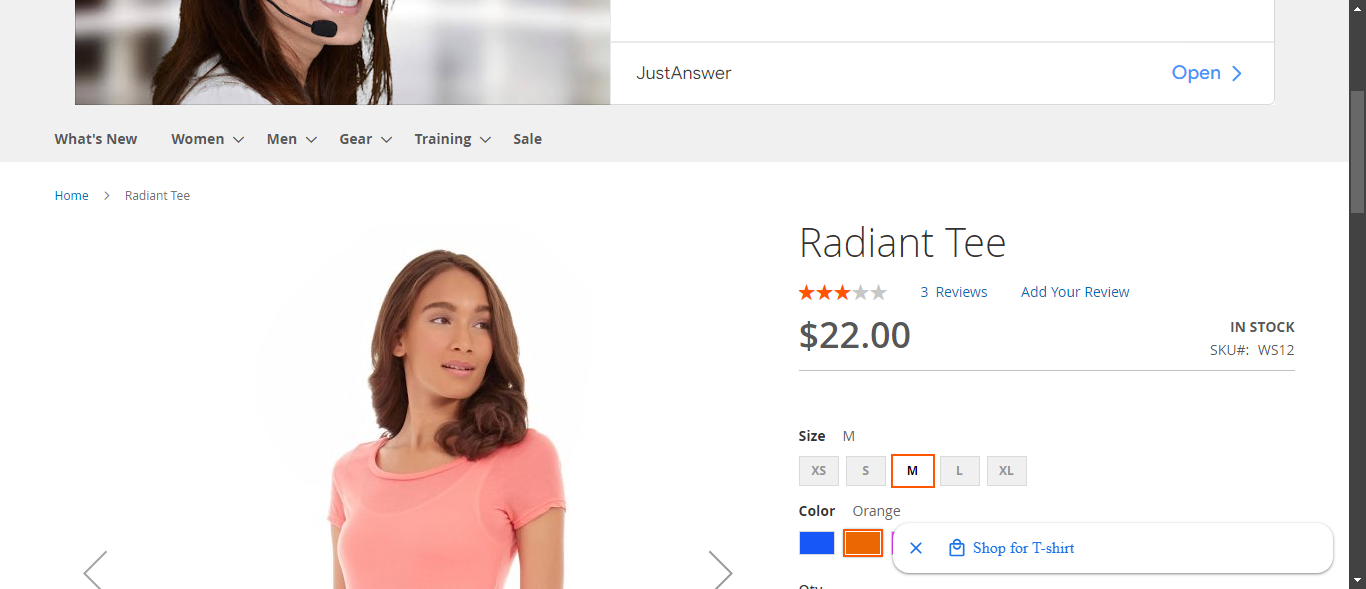 JustAnswer
Open
What's New
Women
Men
Gear
Training
Sale
Home
Radiant Tee
Radiant Tee
3 Reviews
Add Your Review
$22.00
IN STOCK
SKU#: WS12
Size M
XS
S
M
L
XL
Color Orange
Shop for T-shirt
Qty